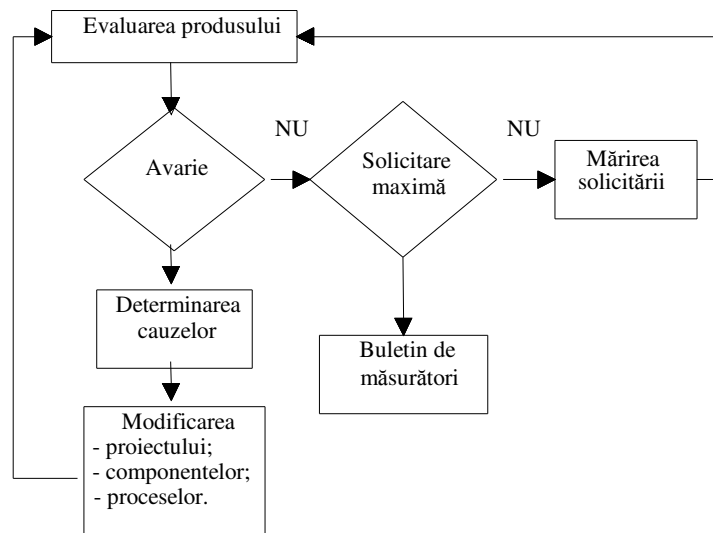 Evaluarea produsului
Avarie
NU
Solicitare
maximă
NU
Mărirea
solicitării
Determinarea
cauzelor
Buletin de
măsurători
Modificarea
- proiectului;
- componentelor;
- proceselor.